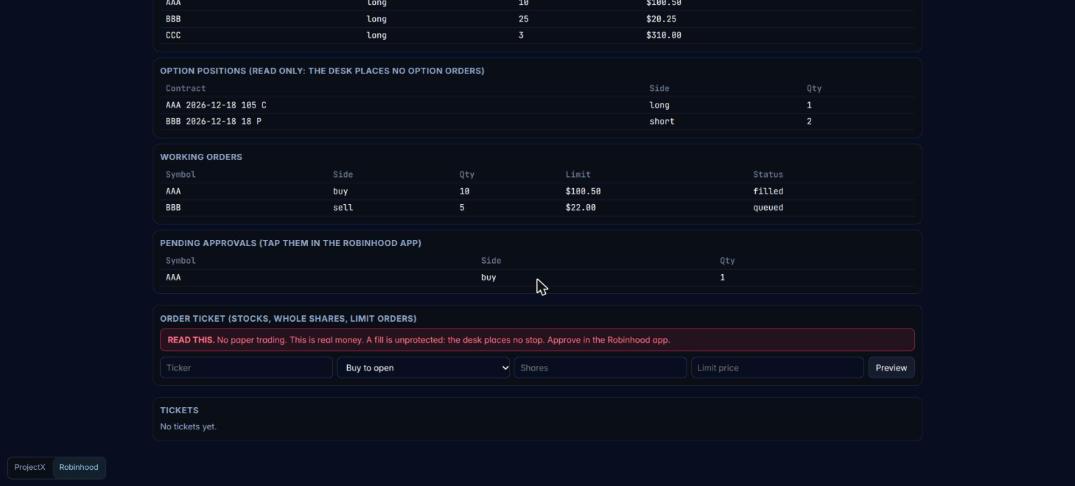 AAA long 10 $100.50
BBB long 25 $20.25
CCC long 3 $310.00
OPTION POSITIONS (READ ONLY: THE DESK PLACES NO OPTION ORDERS)
Contract Side Qty
AAA 2026-12-18 105 C long 1
BBB 2026-12-18 18 P short 2
WORKING ORDERS
Symbol Side Qty Limit Status
AAA buy 10 $100.50 filled
BBB sell 5 $22.00 queued
PENDING APPROVALS (TAP THEM IN THE ROBINHOOD APP)
Symbol Side Qty
AAA buy 1
ORDER TICKET (STOCKS, WHOLE SHARES, LIMIT ORDERS)
READ THIS. No paper trading. This is real money. A fill is unprotected: the desk places no stop. Approve in the Robinhood app.
Ticker Buy to open Shares Limit price Preview
TICKETS
No tickets yet.
ProjectX Robinhood